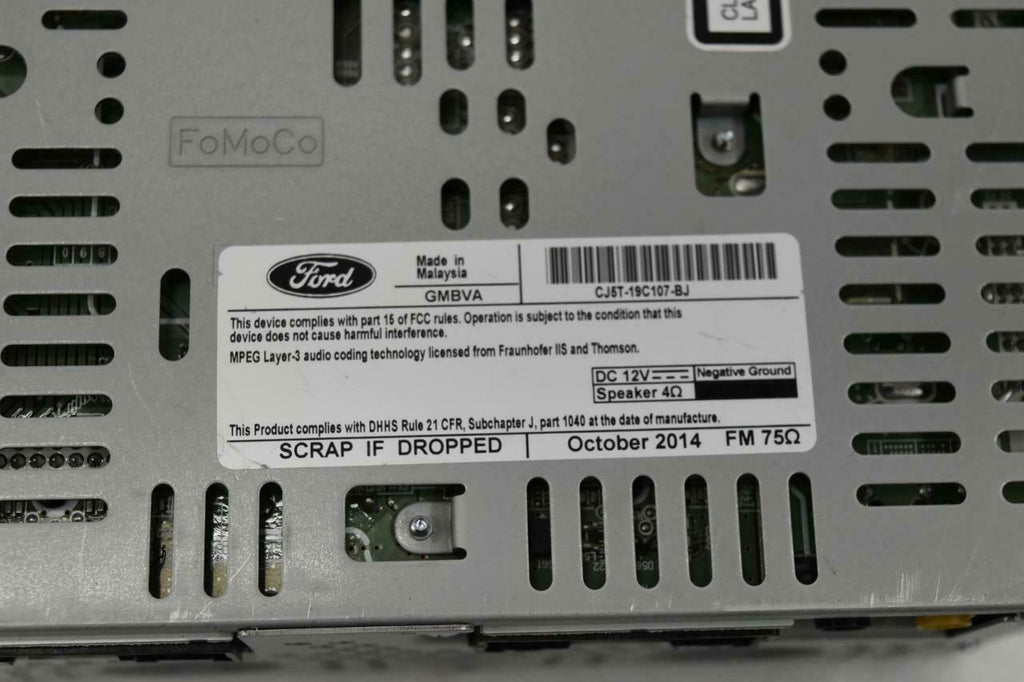 CL
LA
FoMoCo
Ford
Made in
Malaysia
GMBVA
CJ5T-19C107-BJ
This device complies with part 15 of FCC rules. Operation is subject to the condition that this
device does not cause harmful interference.
MPEG Layer-3 audio coding technology licensed from Fraunhofer IIS and Thomson.
DC 12V
Negative Ground
Speaker 4Ω
This Product complies with DHHS Rule 21 CFR, Subchapter J, part 1040 at the date of manufacture.
SCRAP IF DROPPED
October 2014 FM 75Ω